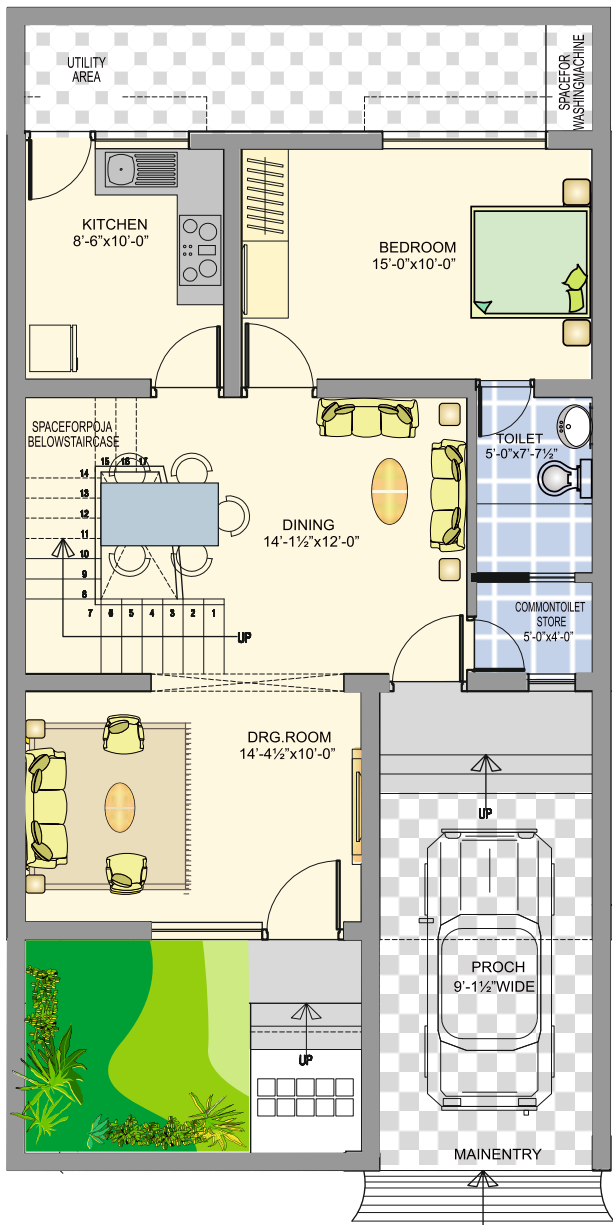 UTILITY
AREA
SPACEFOR
WASHINGMACHINE
KITCHEN
8'-6"x10'-0"
BEDROOM
15'-0"x10'-0"
SPACEFORPOJA
BELOWSTAIRCASE
15 16 17
14
13
12
11
10
9
8
7 6 5 4 3 2 1
UP
DINING
14'-1½"x12'-0"
TOILET
5'-0"x7'-7½"
COMMONTOILET
STORE
5'-0"x4'-0"
DRG.ROOM
14'-4½"x10'-0"
UP
PROCH
9'-1½"WIDE
UP
MAINENTRY